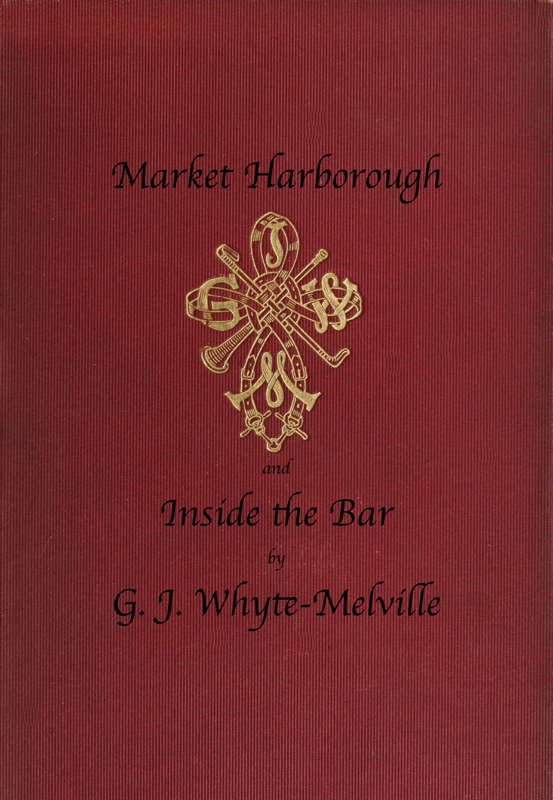 Market Harborough
J
G W
M
and
Inside the Bar
by
G. J. Whyte-Melville